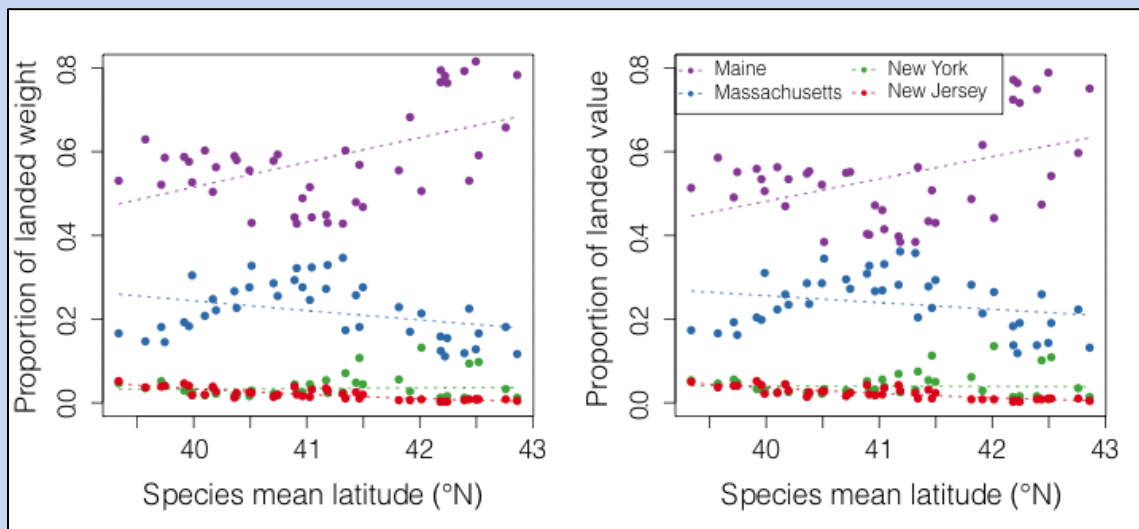 Proportion of landed weight
0.8
0.6
0.4
0.2
0.0
40
41
42
43
Species mean latitude (°N)
Proportion of landed value
0.8
0.6
0.4
0.2
0.0
Maine
New York
Massachusetts
New Jersey
40
41
42
43
Species mean latitude (°N)